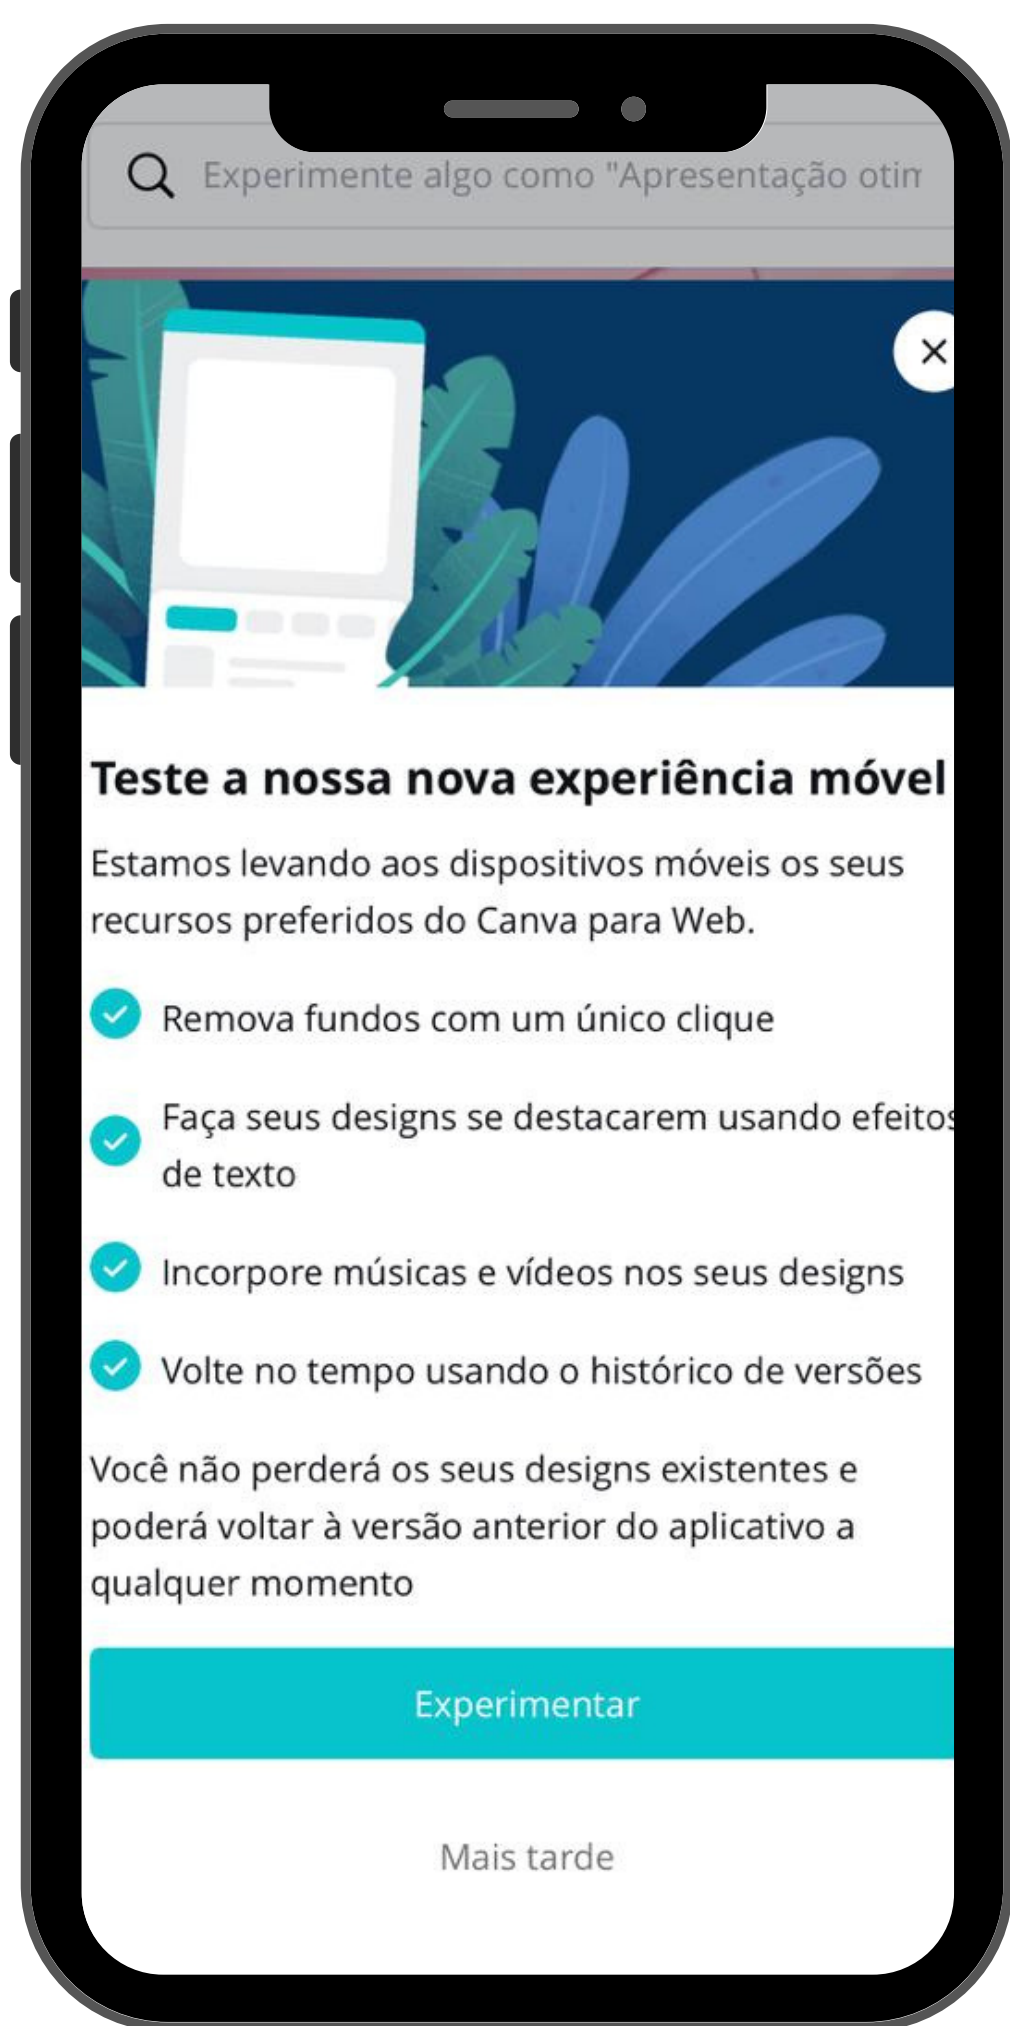 Experimente algo como "Apresentação otim
Teste a nossa nova experiência móvel
Estamos levando aos dispositivos móveis os seus
recursos preferidos do Canva para Web.
Remova fundos com um único clique
Faça seus designs se destacarem usando efeitos
de texto
Incorpore músicas e vídeos nos seus designs
Volte no tempo usando o histórico de versões
Você não perderá os seus designs existentes e
poderá voltar à versão anterior do aplicativo a
qualquer momento
Experimentar
Mais tarde